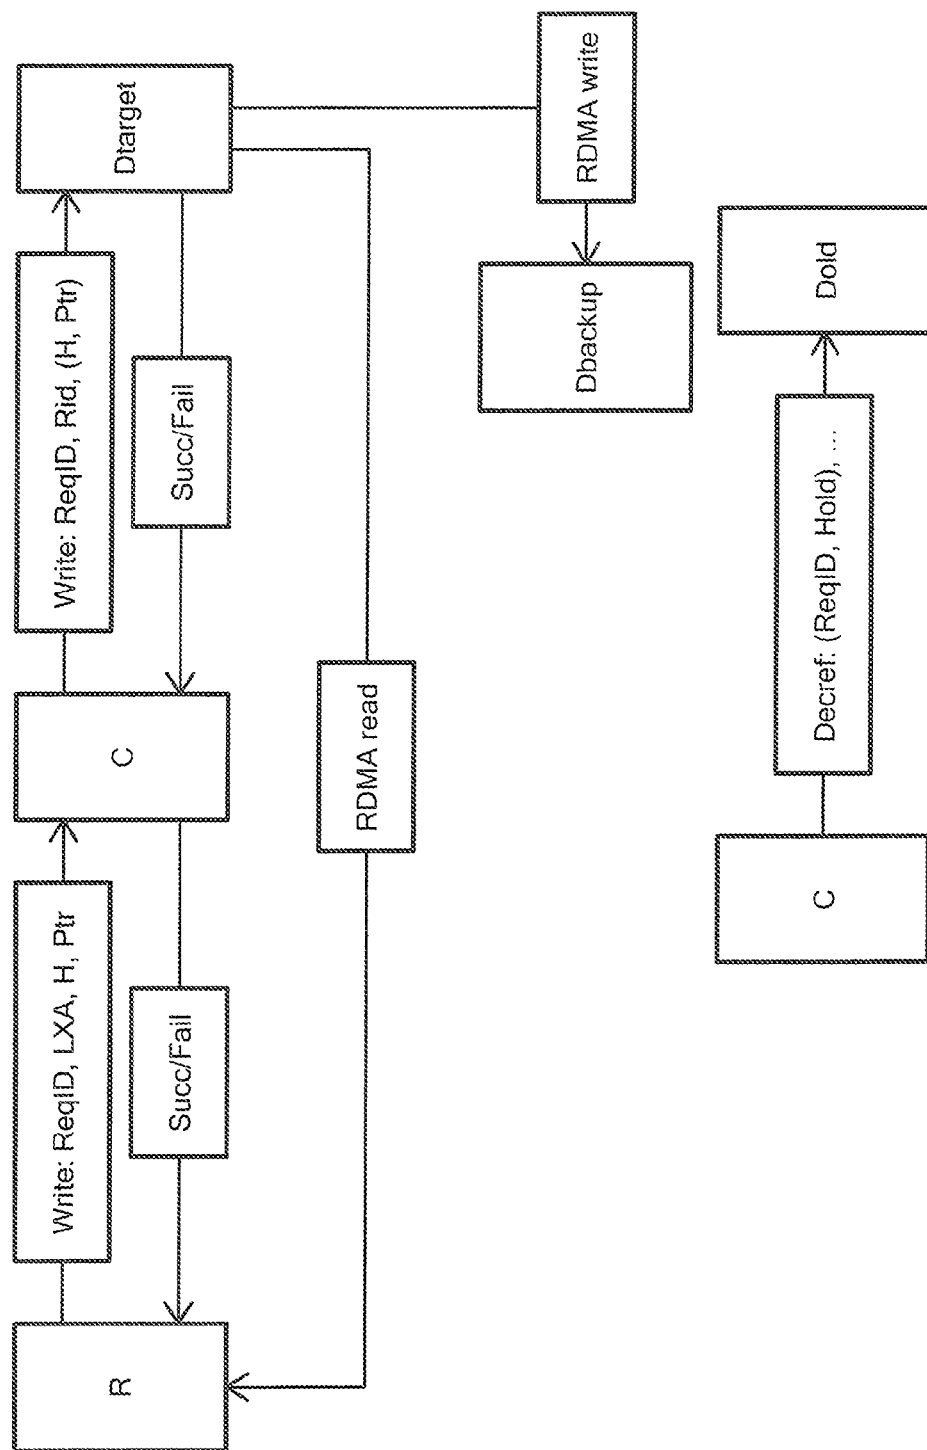 R
Write: ReqID, LXA, H, Ptr
Succ/Fail
C
Write: ReqID, Rid, (H, Ptr)
Succ/Fail
Dtarget
RDMA read
RDMA write
Dbackup
C
Decref: (ReqID, Hold), ...
Dold